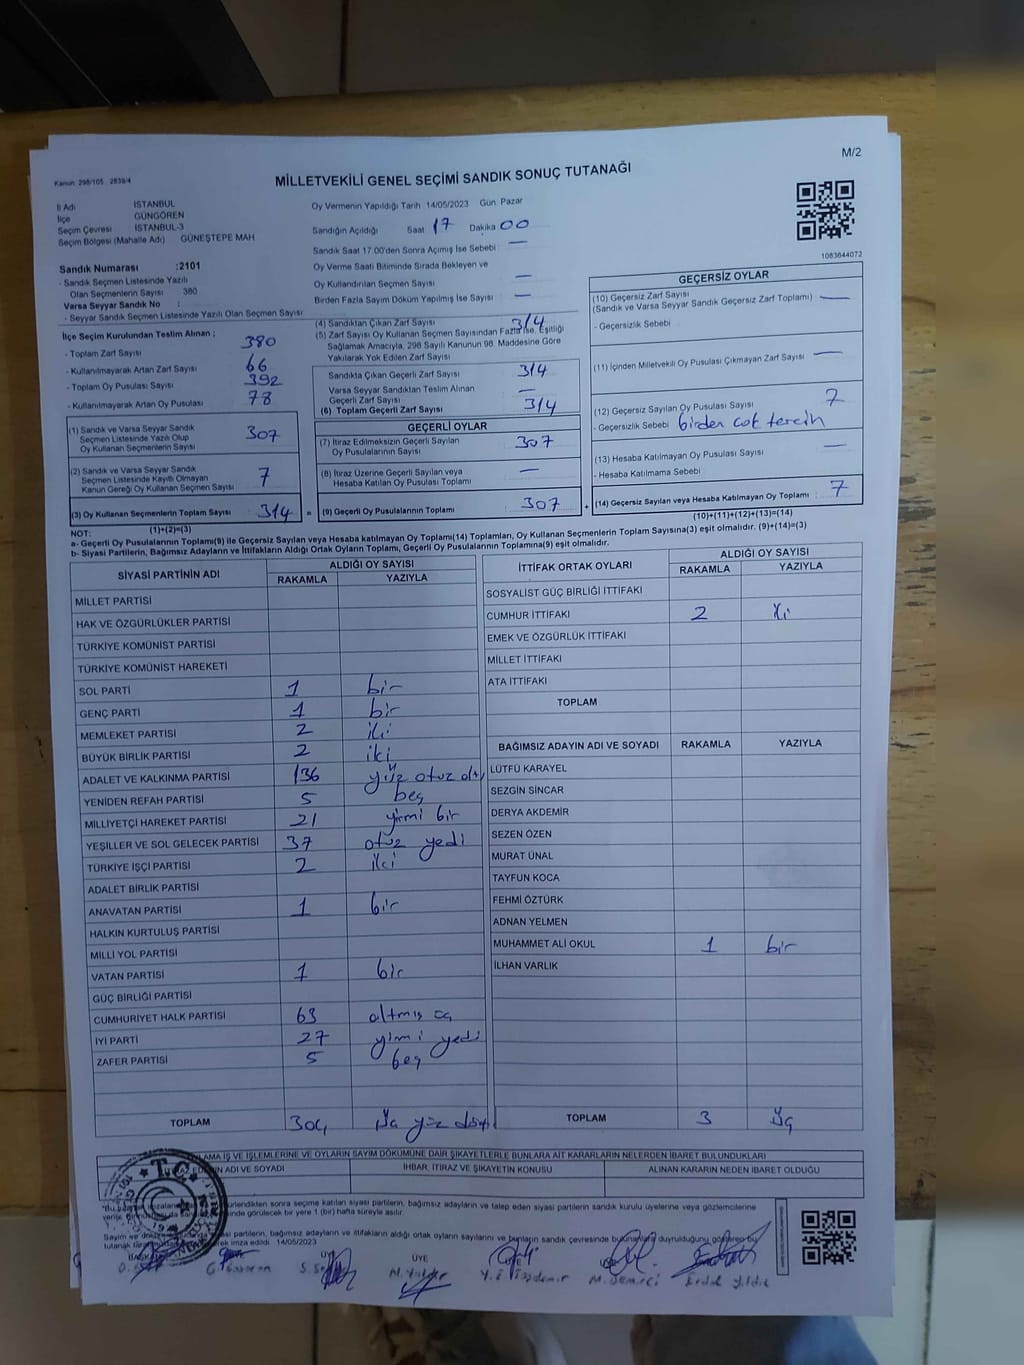 M/2
Kanun 298/105 2839/4
MİLLETVEKİLİ GENEL SEÇİMİ SANDIK SONUÇ TUTANAĞI
İl Adı İSTANBUL
İlçe GÜNGÖREN
Seçim Çevresi İSTANBUL-3
Seçim Bölgesi (Mahalle Adı) GÜNEŞTEPE MAH
Sandık Numarası :2101
- Sandık Seçmen Listesinde Yazılı
Olan Seçmenlerin Sayısı : 380
Varsa Seyyar Sandık No :
- Seyyar Sandık Seçmen Listesinde Yazılı Olan Seçmen Sayısı
Oy Vermenin Yapıldığı Tarih 14/05/2023 Gün Pazar
Sandığın Açıldığı Saat 17 Dakika 00
Sandık Saat 17.00'den Sonra Açımış İse Sebebi : —
Oy Verme Saati Bitiminde Sırada Bekleyen ve
Oy Kullandırılan Seçmen Sayısı —
Birden Fazla Sayım Döküm Yapılmış İse Sayısı —
1083644072
İlçe Seçim Kurulundan Teslim Alınan ;
- Toplam Zarf Sayısı 380
- Kullanılmayarak Artan Zarf Sayısı 66
- Toplam Oy Pusulası Sayısı 392
- Kullanılmayarak Artan Oy Pusulası 78
(1) Sandık ve Varsa Seyyar Sandık
Seçmen Listesinde Yazılı Olup
Oy Kullanan Seçmenlerin Sayısı 307
(2) Sandık ve Varsa Seyyar Sandık
Seçmen Listesinde Kayıtlı Olmayan
Kanun Gereği Oy Kullanan Seçmen Sayısı 7
(3) Oy Kullanan Seçmenlerin Toplam Sayısı 314 =
(1)+(2)=(3)
(4) Sandıktan Çıkan Zarf Sayısı 314
(5) Zarf Sayısı Oy Kullanan Seçmen Sayısından Fazla İse, Eşitliği
Sağlamak Amacıyla, 298 Sayılı Kanunun 98. Maddesine Göre
Yakılarak Yok Edilen Zarf Sayısı
Sandıkta Çıkan Geçerli Zarf Sayısı 314
Varsa Seyyar Sandıktan Teslim Alınan
Geçerli Zarf Sayısı —
(6) Toplam Geçerli Zarf Sayısı 314
GEÇERLİ OYLAR
(7) İtiraz Edilmeksizin Geçerli Sayılan
Oy Pusulalarının Sayısı 307
(8) İtiraz Üzerine Geçerli Sayılan veya
Hesaba Katılan Oy Pusulası Toplamı —
(9) Geçerli Oy Pusulalarının Toplamı 307 +
GEÇERSİZ OYLAR
(10) Geçersiz Zarf Sayısı
(Sandık ve Varsa Seyyar Sandık Geçersiz Zarf Toplamı) —
- Geçersizlik Sebebi
(11) İçinden Milletvekili Oy Pusulası Çıkmayan Zarf Sayısı —
(12) Geçersiz Sayılan Oy Pusulası Sayısı 7
- Geçersizlik Sebebi birden cok tercih
(13) Hesaba Katılmayan Oy Pusulası Sayısı —
- Hesaba Katılmama Sebebi
(14) Geçersiz Sayılan veya Hesaba Katılmayan Oy Toplamı 7
(10)+(11)+(12)+(13)=(14)
NOT:
a- Geçerli Oy Pusulalarının Toplamı(9) ile Geçersiz Sayılan veya Hesaba katılmayan Oy Toplamı(14) Toplamları, Oy Kullanan Seçmenlerin Toplam Sayısına(3) eşit olmalıdır. (9)+(14)=(3)
b- Siyasi Partilerin, Bağımsız Adayların ve İttifakların Aldığı Ortak Oyların Toplamı, Geçerli Oy Pusulalarının Toplamına(9) eşit olmalıdır.
SİYASİ PARTİNİN ADI ALDIĞI OY SAYISI
RAKAMLA YAZIYLA
MİLLET PARTİSİ
HAK VE ÖZGÜRLÜKLER PARTİSİ
TÜRKİYE KOMÜNİST PARTİSİ
TÜRKİYE KOMÜNİST HAREKETİ
SOL PARTİ 1 bir
GENÇ PARTİ 1 bir
MEMLEKET PARTİSİ 2 iki
BÜYÜK BİRLİK PARTİSİ 2 iki
ADALET VE KALKINMA PARTİSİ 136 yüz otuz altı
YENİDEN REFAH PARTİSİ 5 beş
MİLLİYETÇİ HAREKET PARTİSİ 21 yirmi bir
YEŞİLLER VE SOL GELECEK PARTİSİ 37 otuz yedi
TÜRKİYE İŞÇİ PARTİSİ 2 iki
ADALET BİRLİK PARTİSİ
ANAVATAN PARTİSİ 1 bir
HALKIN KURTULUŞ PARTİSİ
MİLLİ YOL PARTİSİ
VATAN PARTİSİ 1 bir
GÜÇ BİRLİĞİ PARTİSİ
CUMHURİYET HALK PARTİSİ 63 altmış üç
İYİ PARTİ 27 yirmi yedi
ZAFER PARTİSİ 5 beş
TOPLAM 304 üç yüz dört
İTTİFAK ORTAK OYLARI ALDIĞI OY SAYISI
RAKAMLA YAZIYLA
SOSYALİST GÜÇ BİRLİĞİ İTTİFAKI
CUMHUR İTTİFAKI 2 iki
EMEK VE ÖZGÜRLÜK İTTİFAKI
MİLLET İTTİFAKI
ATA İTTİFAKI
TOPLAM
BAĞIMSIZ ADAYIN ADI VE SOYADI RAKAMLA YAZIYLA
LÜTFÜ KARAYEL
SEZGİN SİNCAR
DERYA AKDEMİR
SEZEN ÖZEN
MURAT ÜNAL
TAYFUN KOCA
FEHMİ ÖZTÜRK
ADNAN YELMEN
MUHAMMET ALİ OKUL 1 bir
İLHAN VARLIK
TOPLAM 3 üç
İŞ VE İŞLEMLERİNE VE OYLARIN SAYIM DÖKÜMÜNE DAİR ŞİKAYETLERLE BUNLARA AİT KARARLARIN NELERDEN İBARET BULUNDUKLARI
ADI VE SOYADI İHBAR, İTİRAZ VE ŞİKAYETİN KONUSU ALINAN KARARIN NEDEN İBARET OLDUĞU
sonra seçime katılan siyasi partilerin, bağımsız adayların ve talep eden siyasi partilerin sandık kurulu üyelerine veya gözlemcilerine
görülecek bir yere 1 (bir) hafta süreyle asılır.
partilerin, bağımsız adayların ve ittifakların aldığı ortak oyların sayılarını ve bunların sandık çevresinde duyurulduğunu gösteren bu
imza edildi. 14/05/2023
T.C.
ÜYE
Y. E Taşdemir M. Demirci Erdal Yıldız